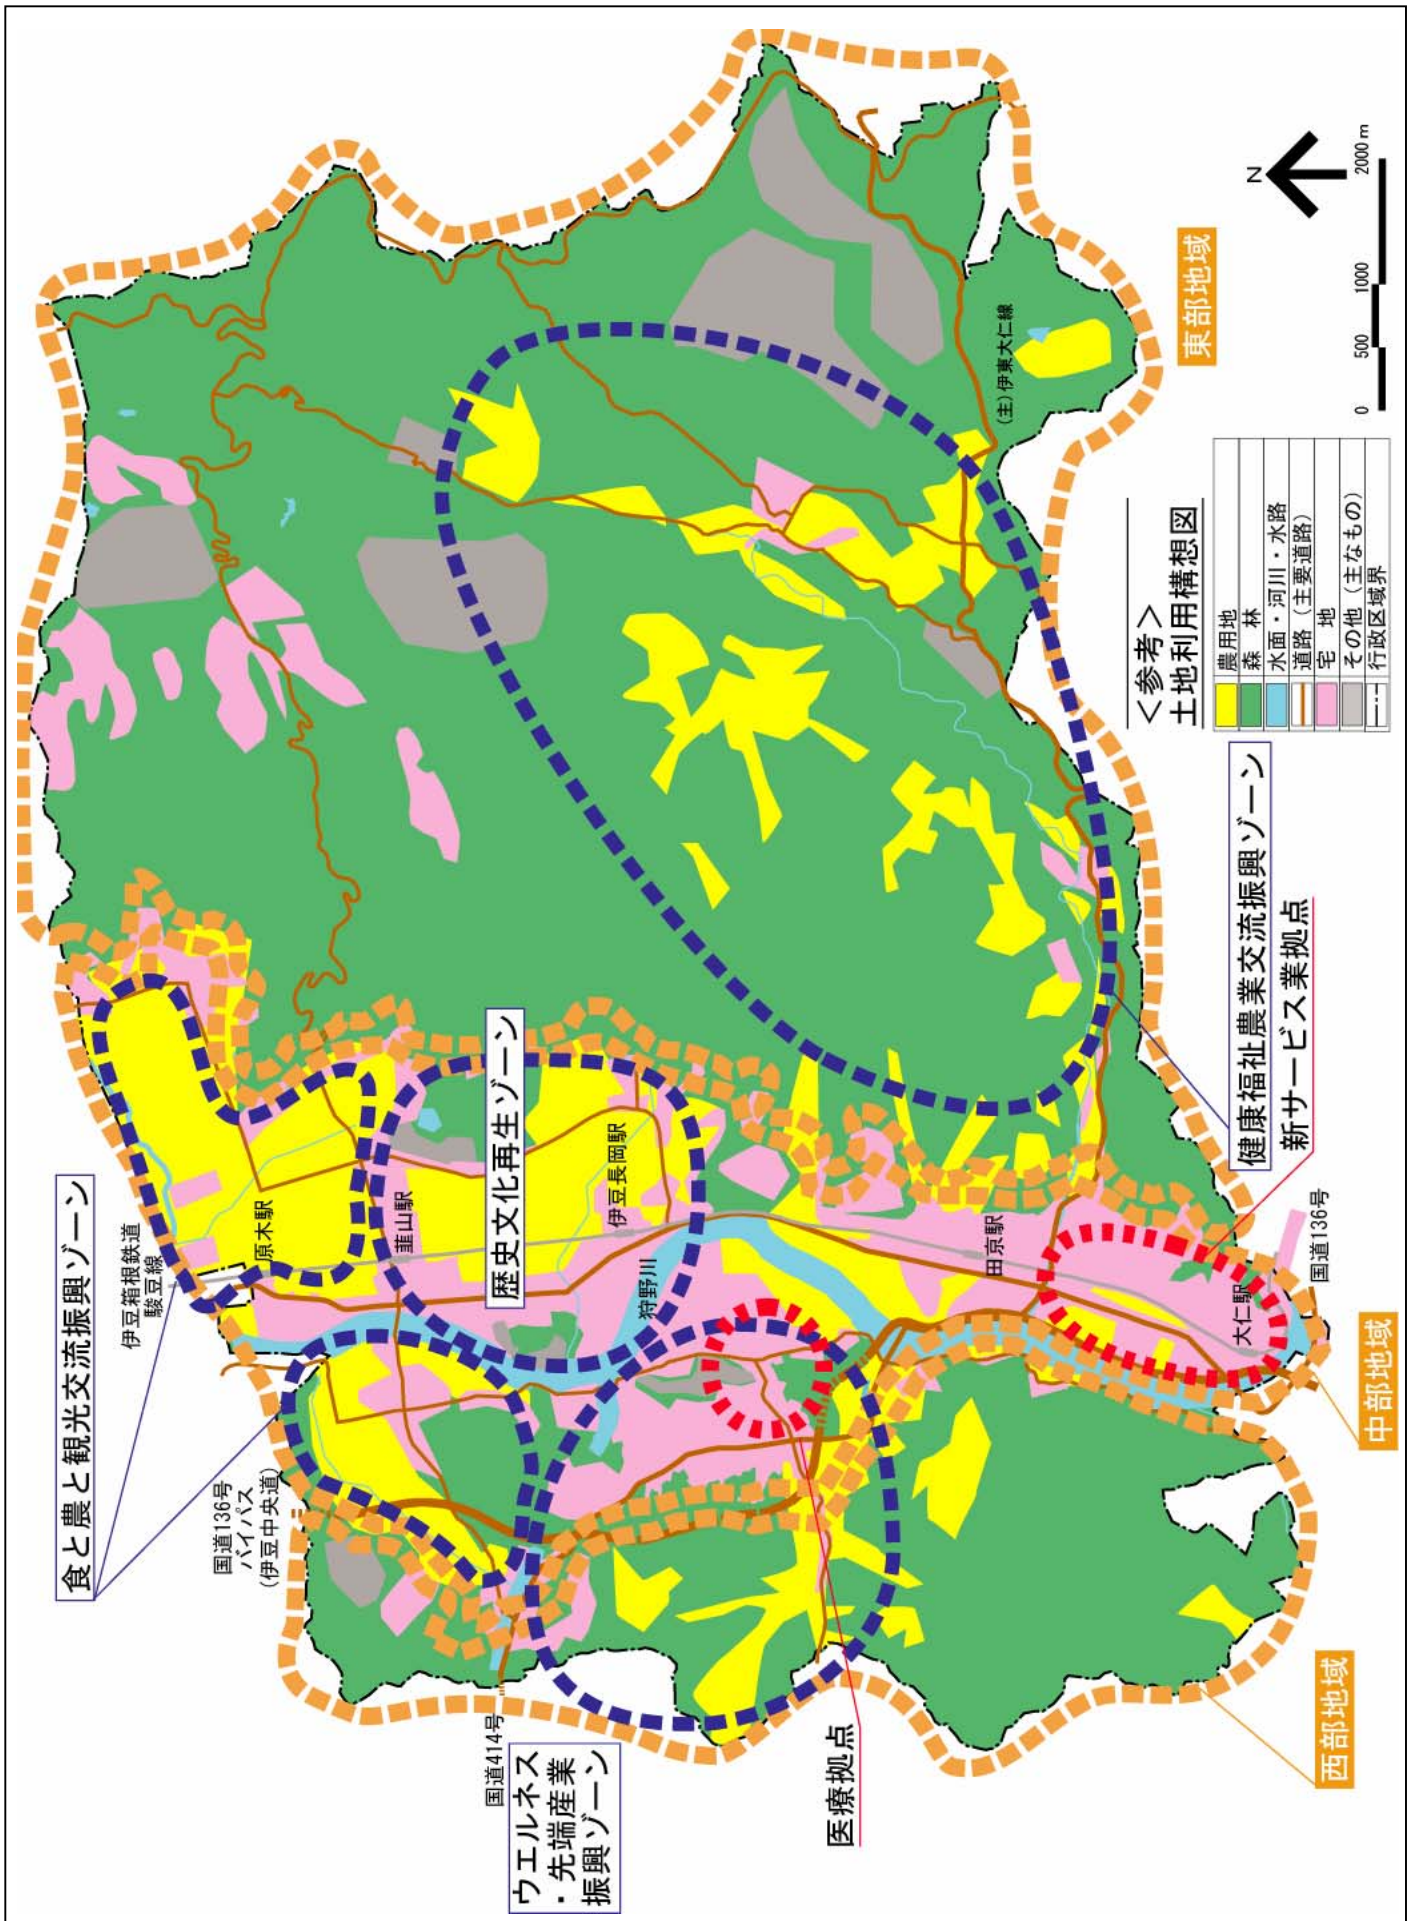 食と農と観光交流振興ゾーン
伊豆箱根鉄道
駿豆線
国道136号
バイパス
(伊豆中央道)
原木駅
韮山駅
歴史文化再生ゾーン
伊豆長岡駅
狩野川
国道414号
ウエルネス
・先端産業
振興ゾーン
医療拠点
田京駅
大仁駅
国道136号
(主)伊東大仁線
健康福祉農業交流振興ゾーン
新サービス業拠点
西部地域
中部地域
東部地域
＜参考＞
土地利用構想図
農用地
森 林
水面・河川・水路
道路（主要道路）
宅 地
その他（主なもの）
行政区域界
N
0 500 1000 2000 m